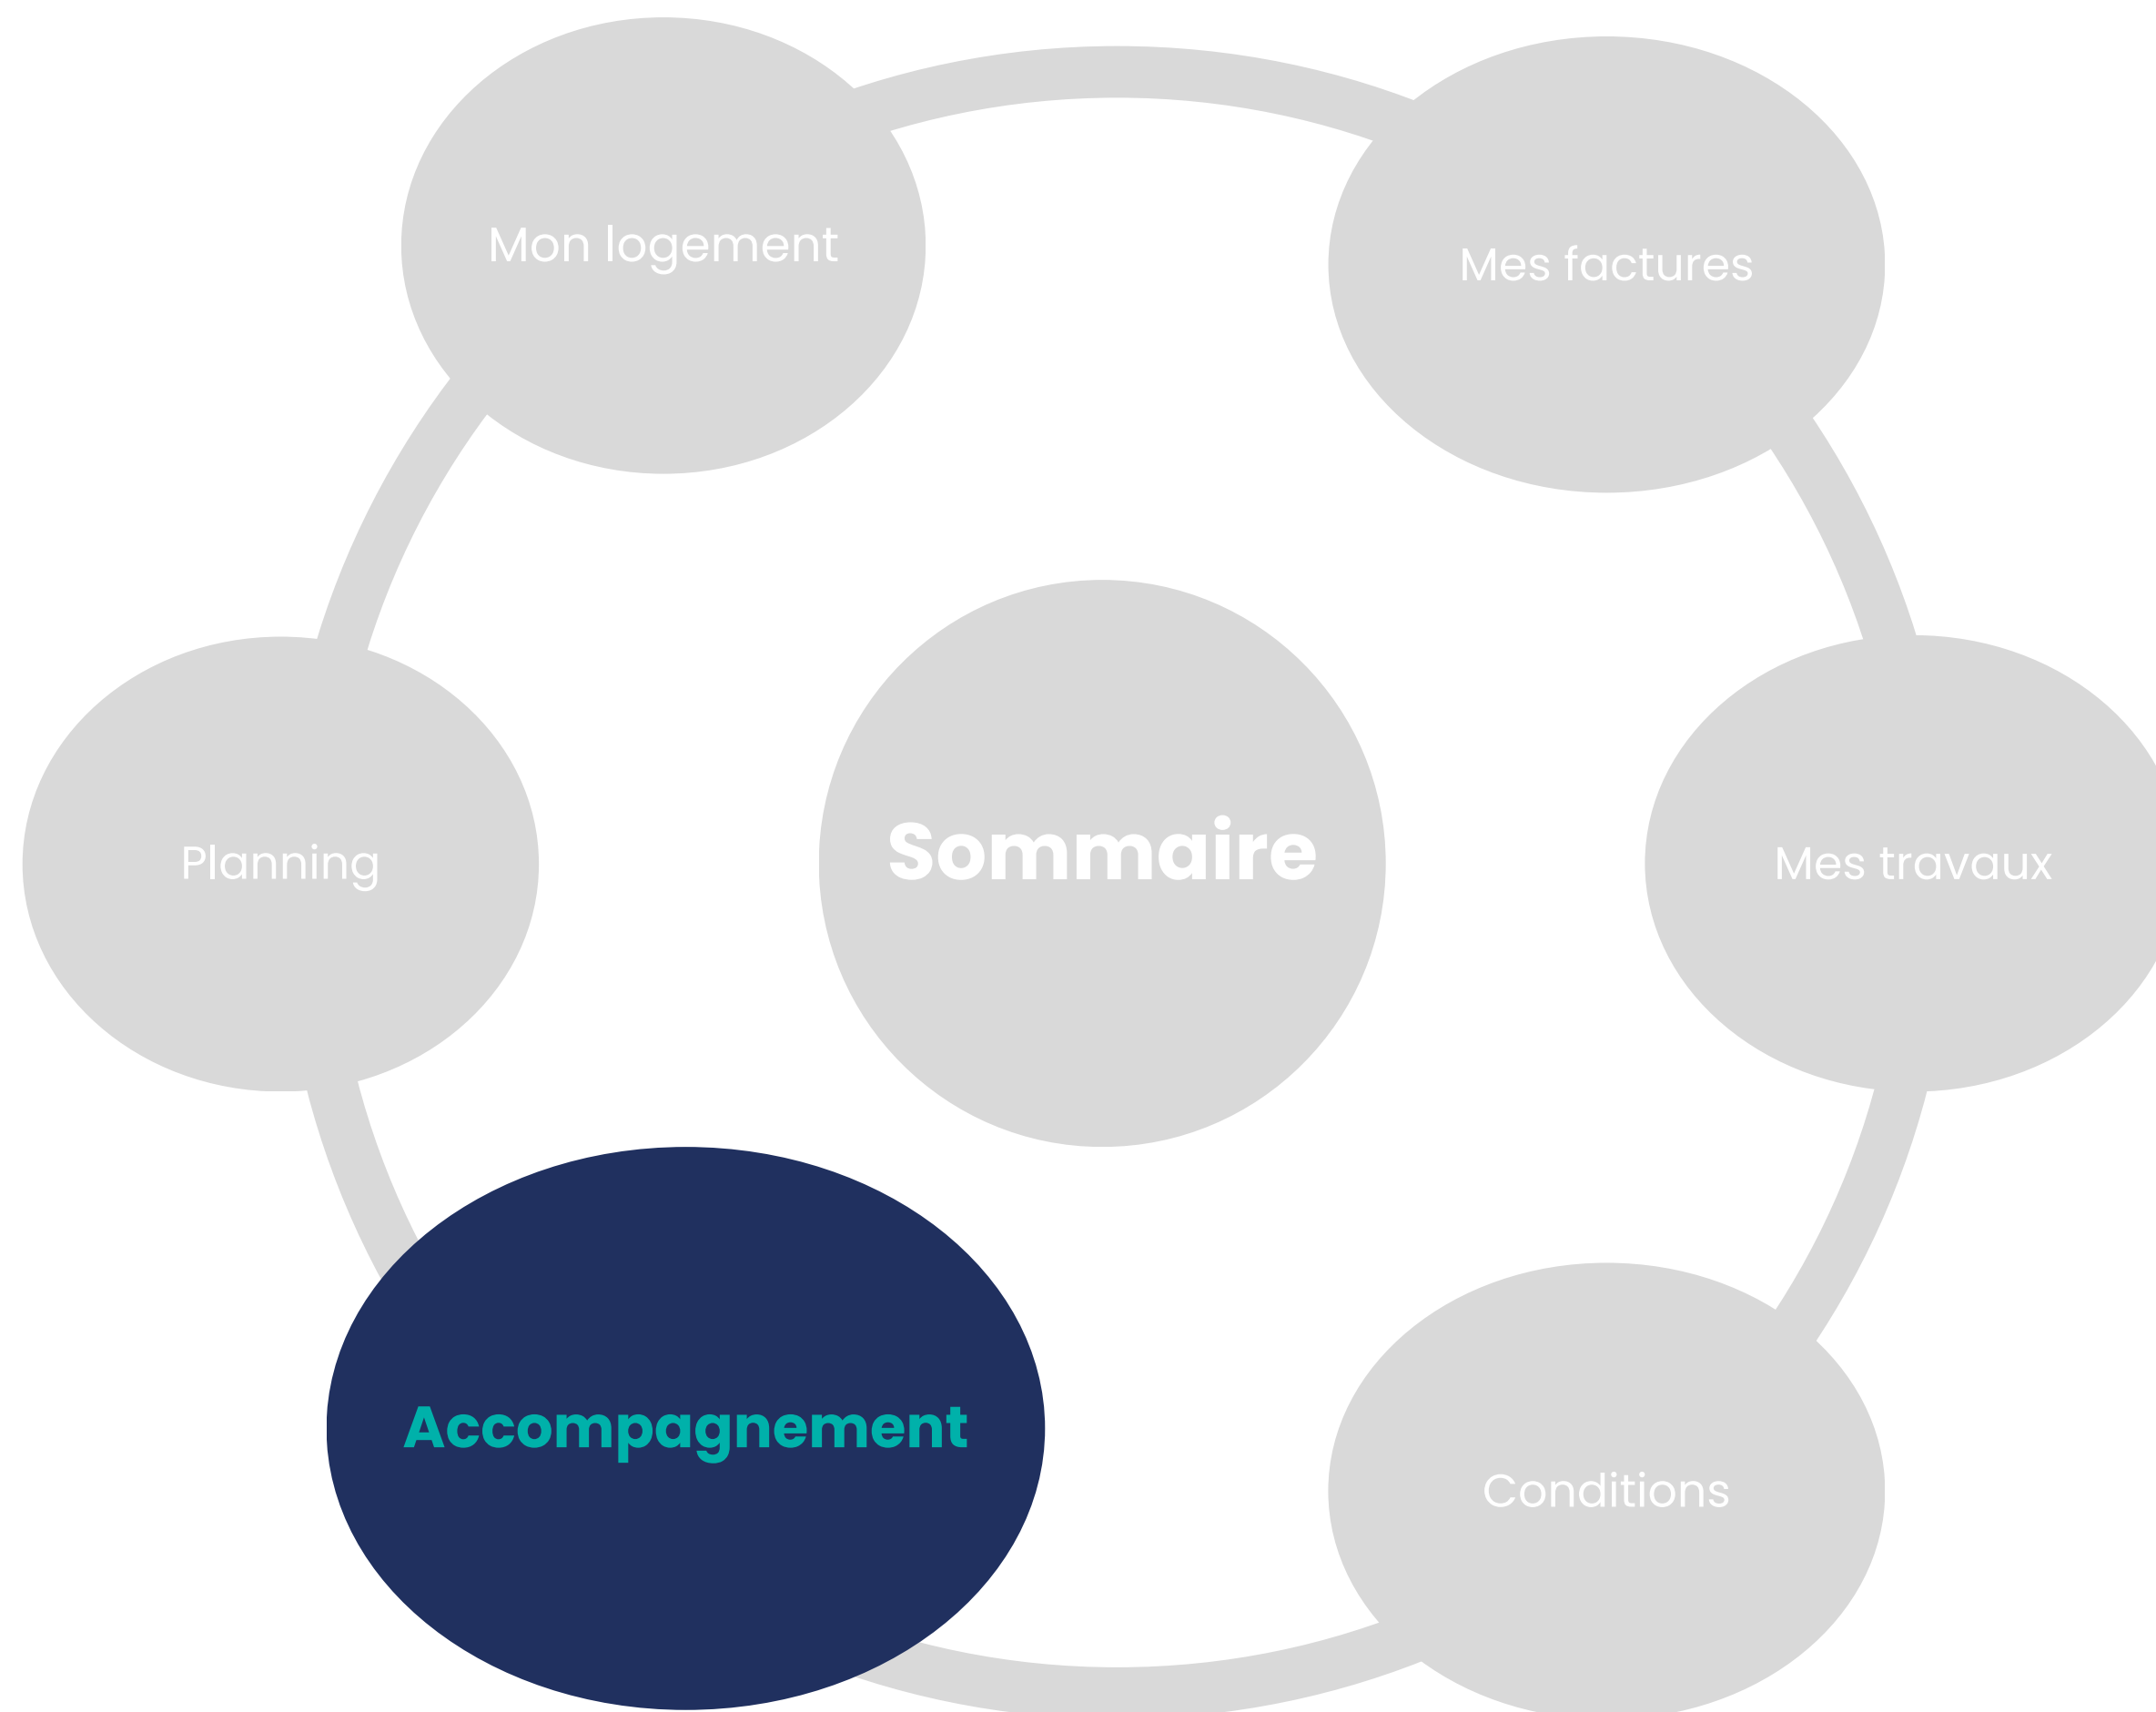 Mon logement
Mes factures
Planning
Sommaire
Mes travaux
Accompagnement
Conditions